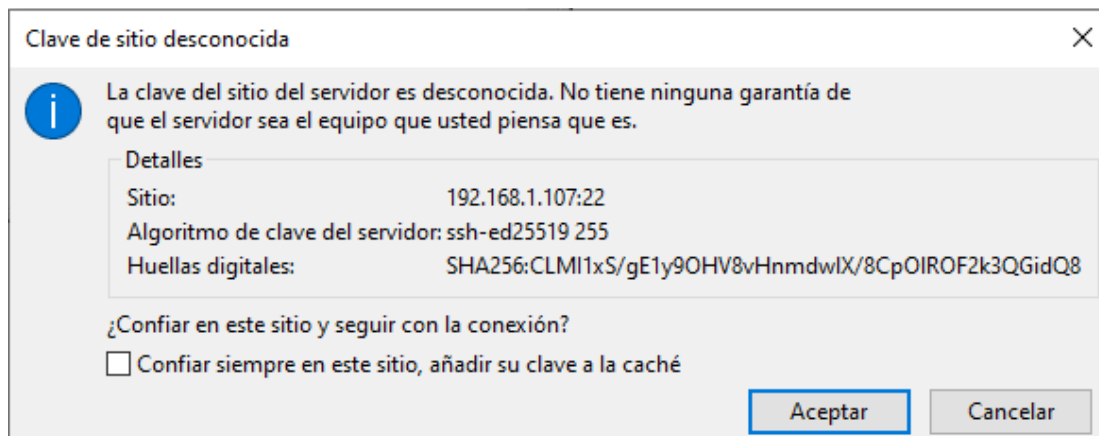 Clave de sitio desconocida
La clave del sitio del servidor es desconocida. No tiene ninguna garantía de
que el servidor sea el equipo que usted piensa que es.
Detalles
Sitio: 192.168.1.107:22
Algoritmo de clave del servidor: ssh-ed25519 255
Huellas digitales: SHA256:CLMl1xS/gE1y9OHV8vHnmdwIX/8CpOIROF2k3QGidQ8
¿Confiar en este sitio y seguir con la conexión?
Confiar siempre en este sitio, añadir su clave a la caché
Aceptar Cancelar